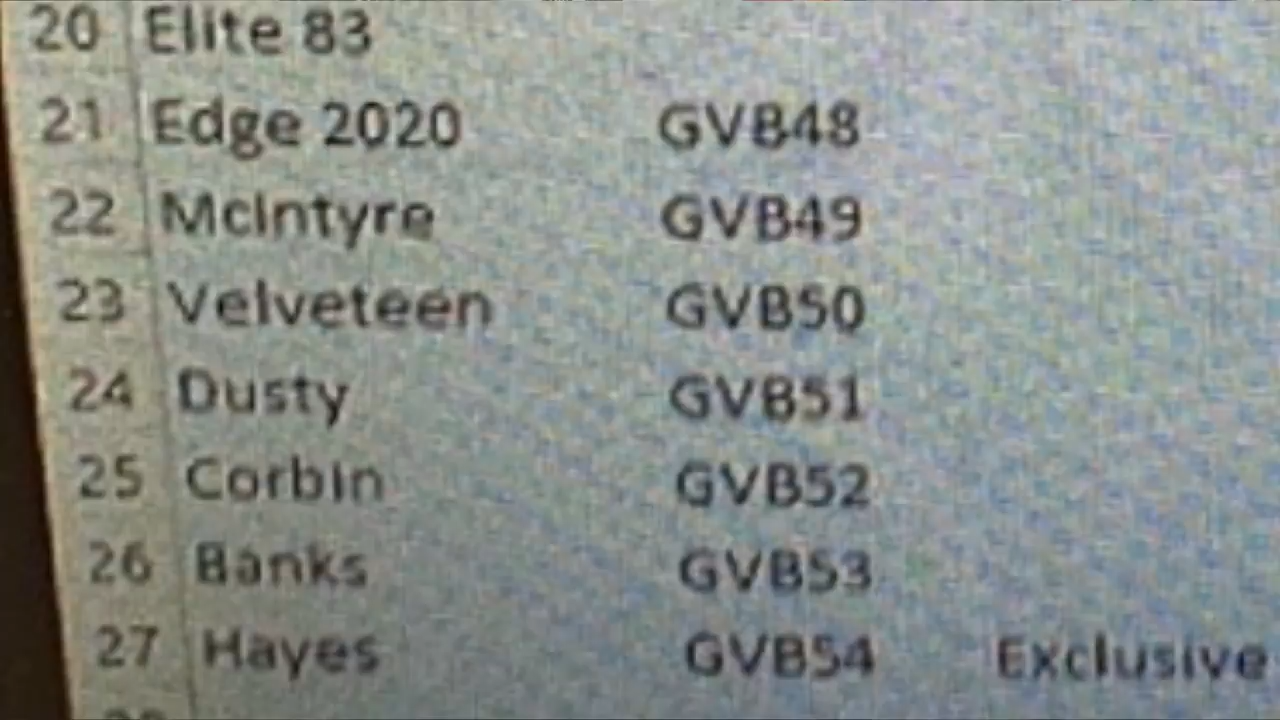 20 Elite 83
21 Edge 2020 GVB48
22 McIntyre GVB49
23 Velveteen GVB50
24 Dusty GVB51
25 Corbin GVB52
26 Banks GVB53
27 Hayes GVB54 Exclusive